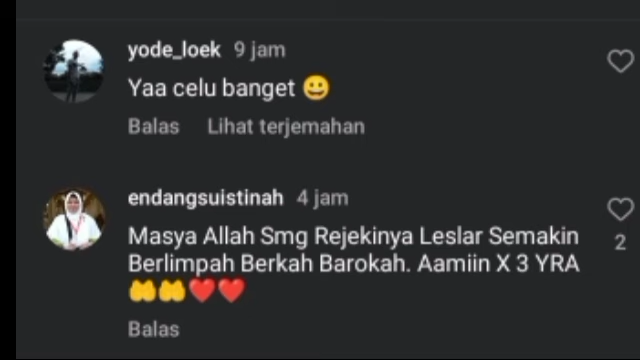 yode_loek 9 jam
Yaa celu banget 😀
Balas Lihat terjemahan
endangsuistinah 4 jam
Masya Allah Smg Rejekinya Leslar Semakin
Berlimpah Berkah Barokah. Aamiin X 3 YRA
🤲🤲❤️❤️
2
Balas